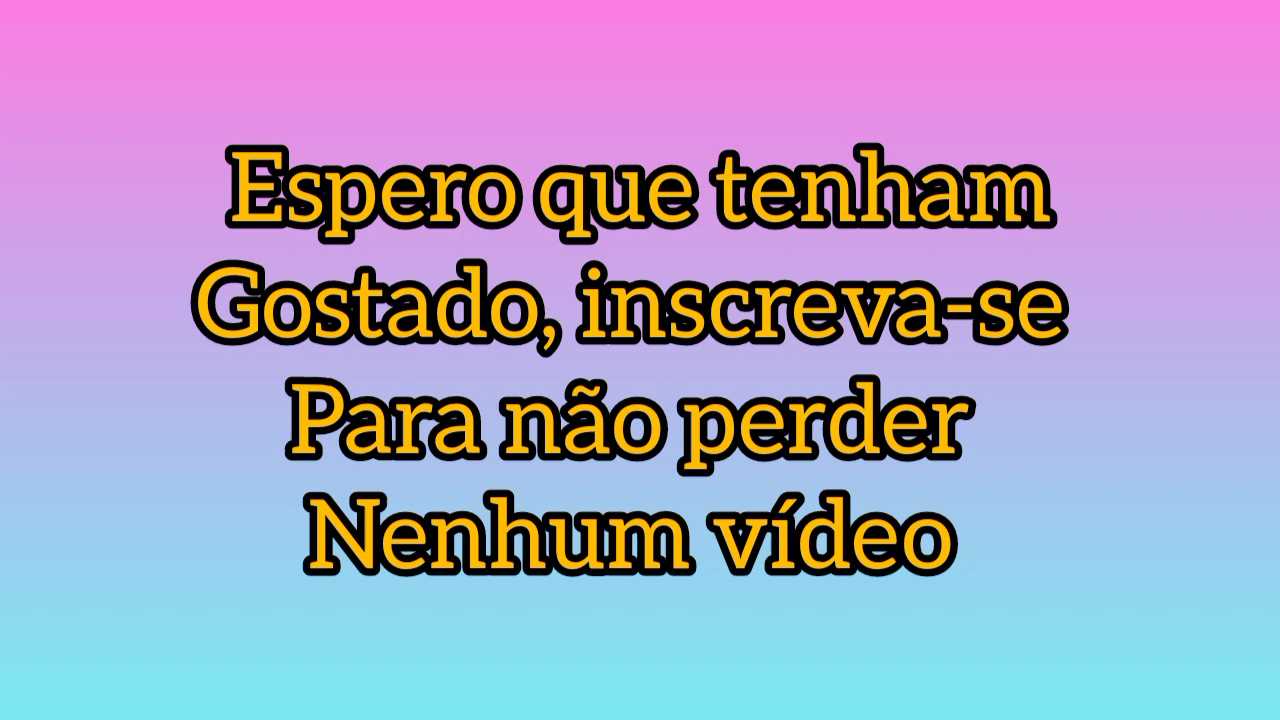 Espero que tenham
Gostado, inscreva-se
Para não perder
Nenhum vídeo